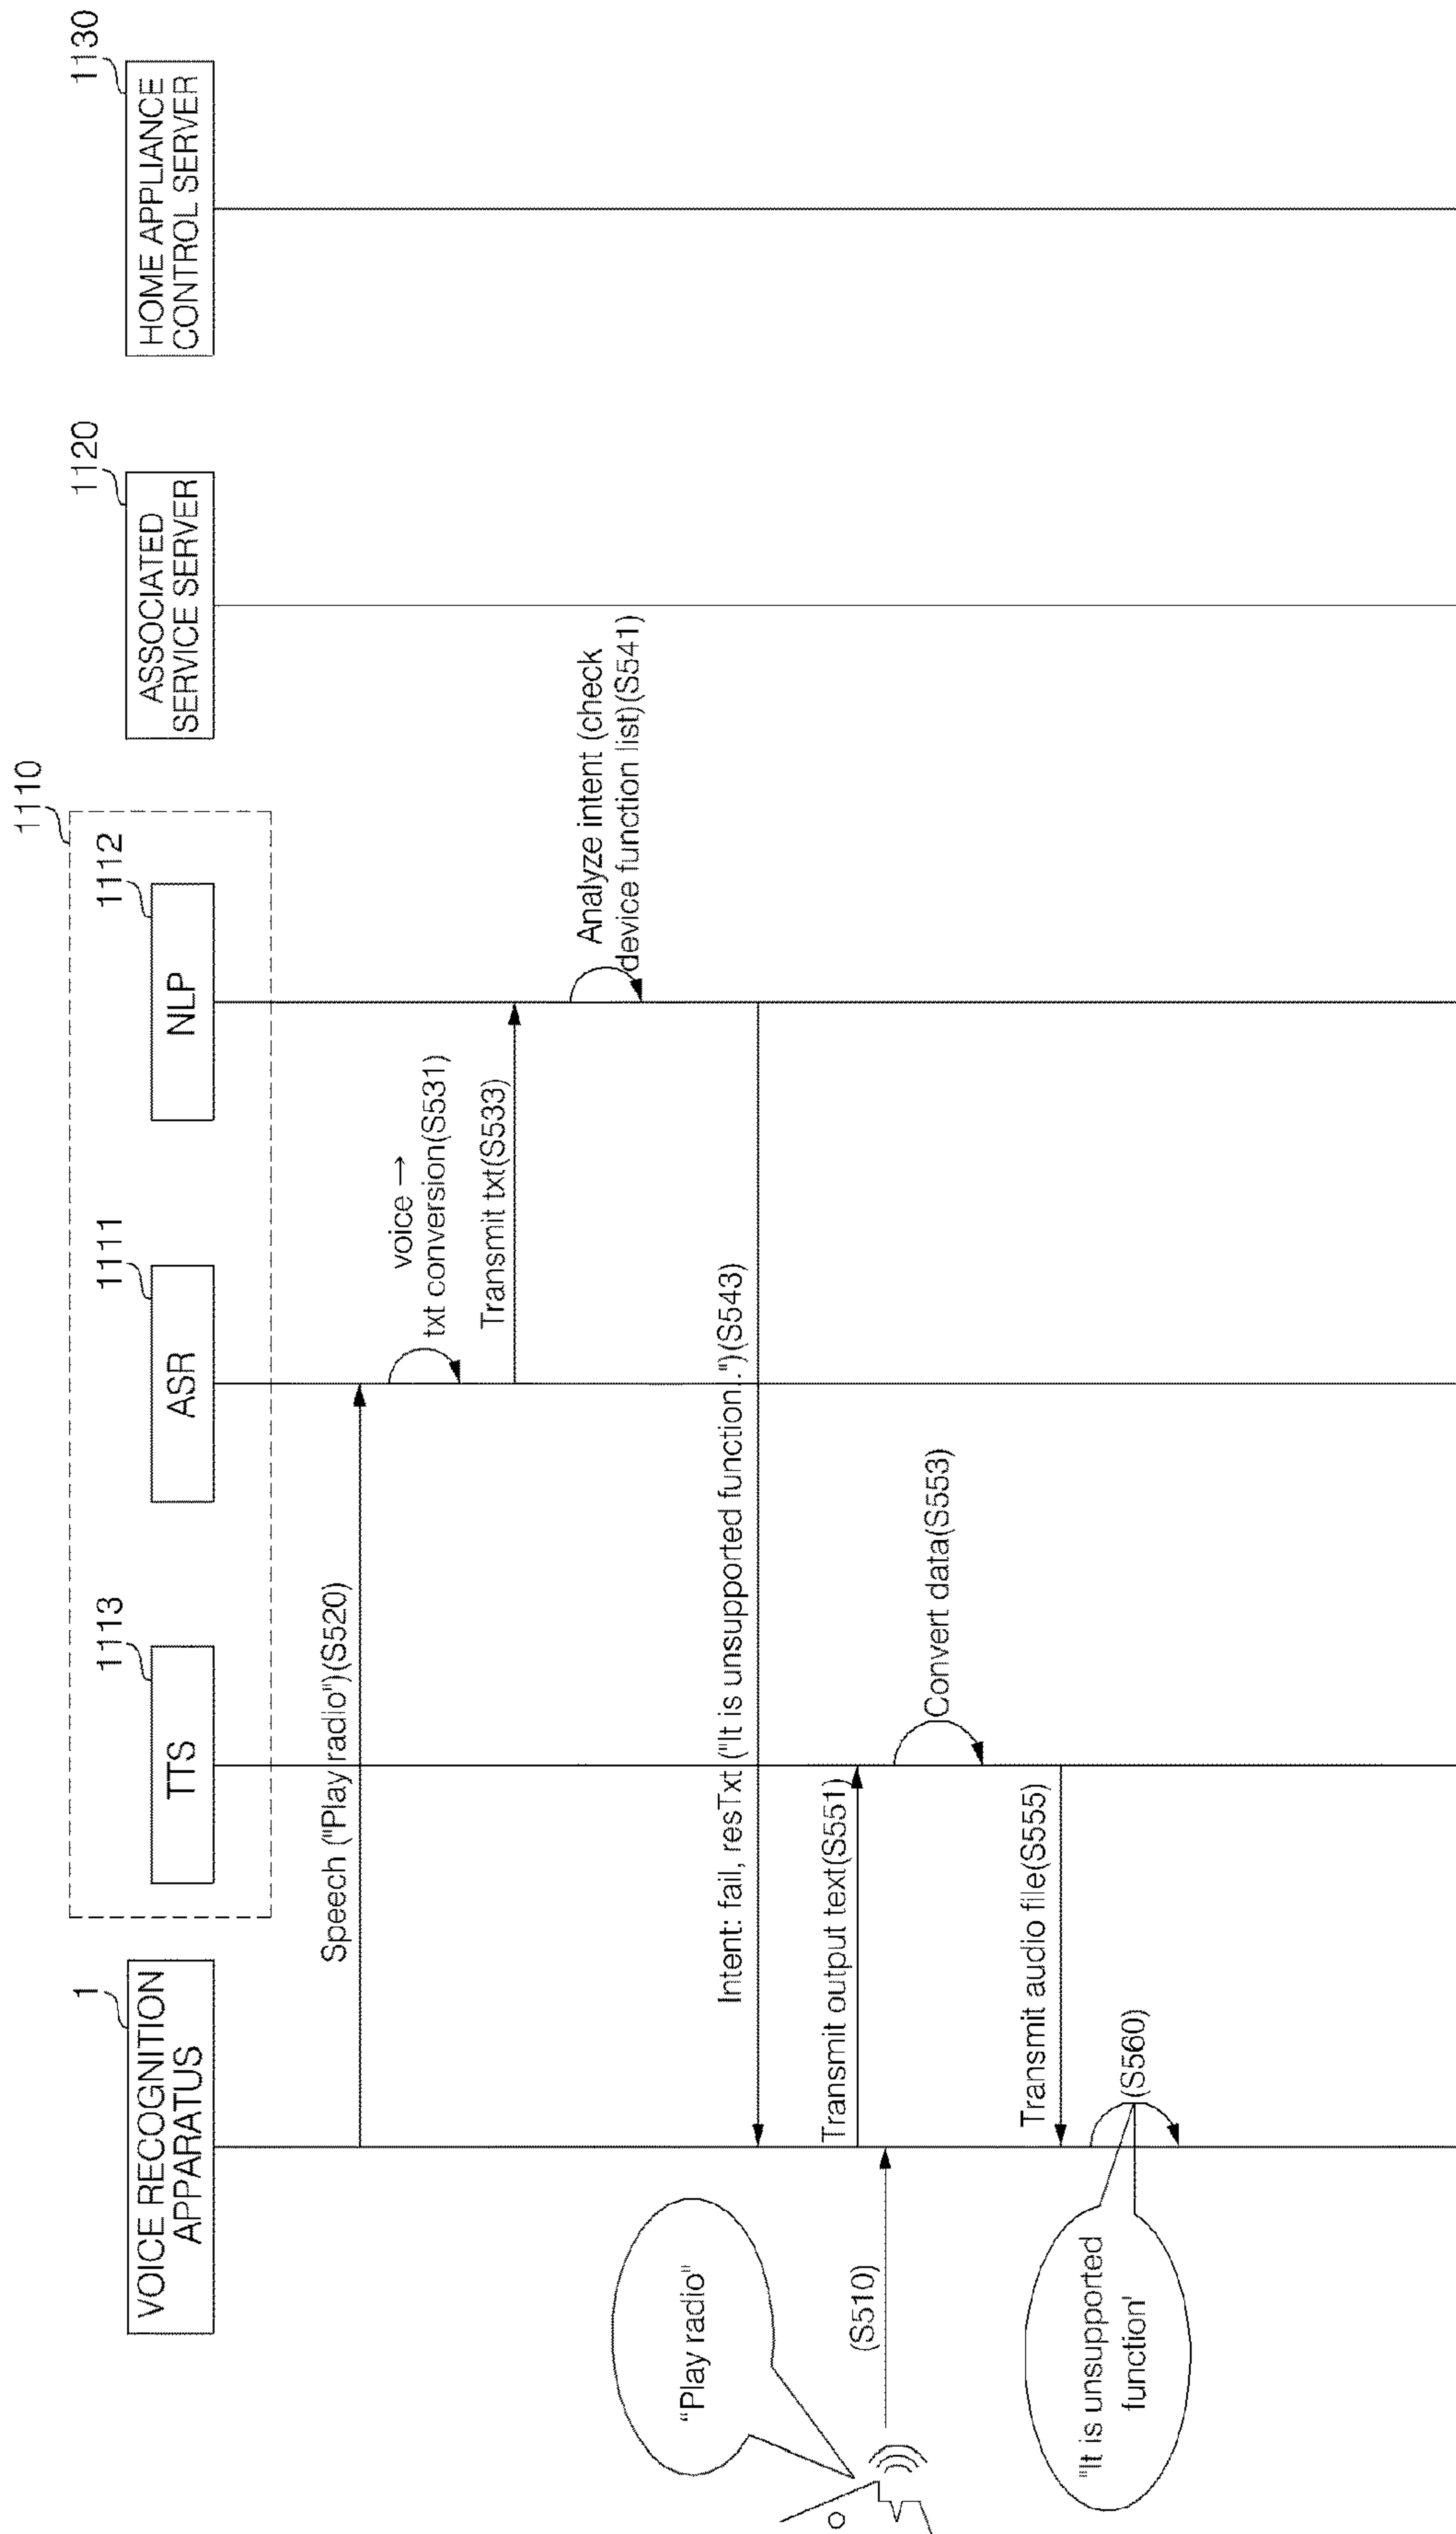 1110
1
1113
1111
1112
1120
1130
VOICE RECOGNITION
APPARATUS
TTS
ASR
NLP
ASSOCIATED
SERVICE SERVER
HOME APPLIANCE
CONTROL SERVER
Speech ("Play radio")(S520)
voice →
txt conversion(S531)
Transmit txt(S533)
Analyze intent (check
device function list)(S541)
"Play radio"
Intent: fail, resTxt ("It is unsupported function..")(S543)
Transmit output text(S551)
(S510)
Convert data(S553)
Transmit audio file(S555)
"It is unsupported
function'
(S560)